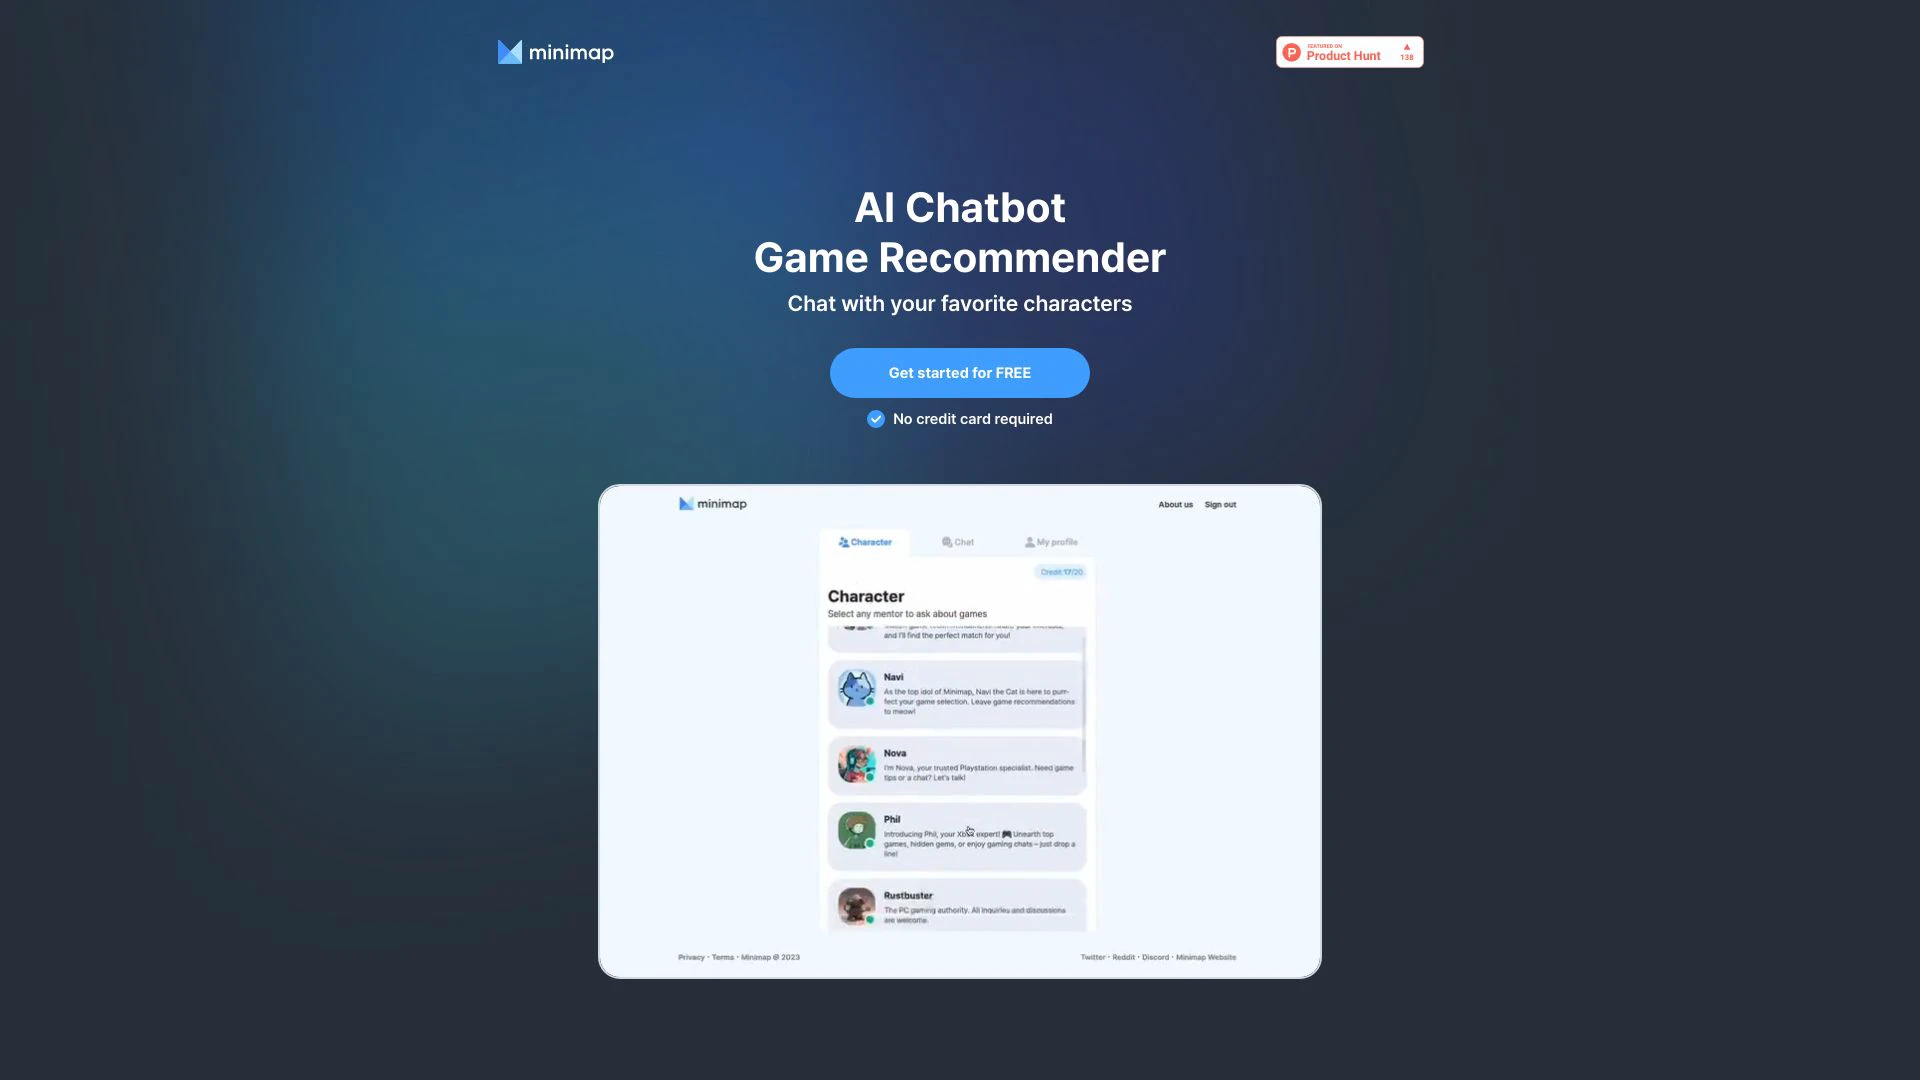 minimap
FEATURED ON
Product Hunt
138
AI Chatbot
Game Recommender
Chat with your favorite characters
Get started for FREE
No credit card required
minimap
About us Sign out
Character Chat My profile
Credit 17/20
Character
Select any mentor to ask about games
and I'll find the perfect match for you!
Navi
As the top idol of Minimap, Navi the Cat is here to purr-
fect your game selection. Leave game recommendations
to meow!
Nova
I'm Nova, your trusted Playstation specialist. Need game
tips or a chat? Let's talk!
Phil
Introducing Phil, your Xbox expert! 🎮 Unearth top
games, hidden gems, or enjoy gaming chats – just drop a
line!
Rustbuster
The PC gaming authority. All inquiries and discussions
are welcome.
Privacy · Terms · Minimap @ 2023
Twitter · Reddit · Discord · Minimap Website